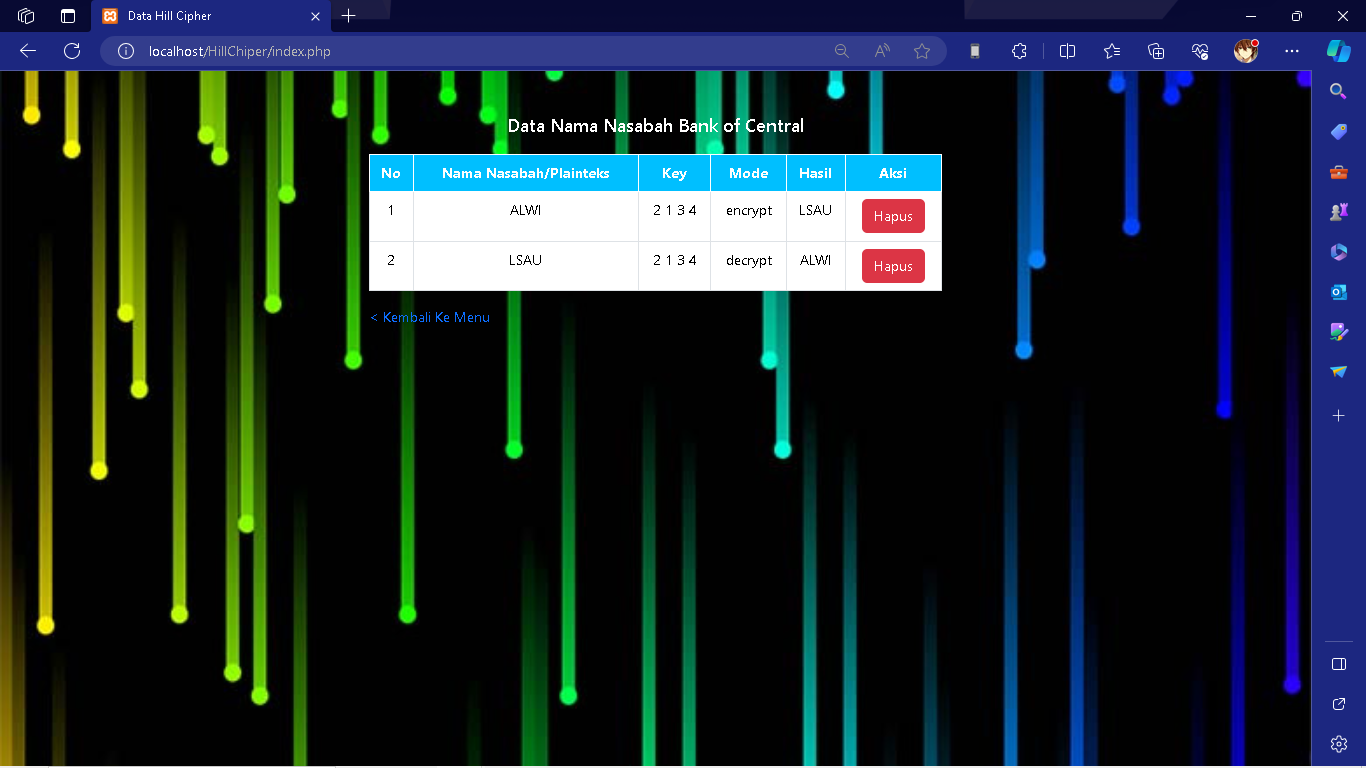 Data Hill Cipher
localhost/HillChiper/index.php
Data Nama Nasabah Bank of Central
No Nama Nasabah/Plainteks Key Mode Hasil Aksi
1 ALWI 2 1 3 4 encrypt LSAU Hapus
2 LSAU 2 1 3 4 decrypt ALWI Hapus
< Kembali Ke Menu